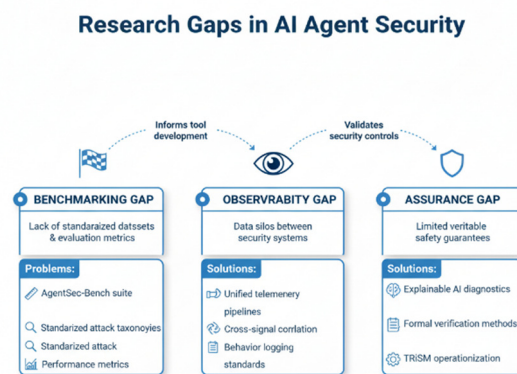 Research Gaps in AI Agent Security
Informs tool
development
Validates
security controls
BENCHMARKING GAP
Lack of standaraized datssets
& evaluation metrics
Problems:
AgentSec-Bench suite
Standarized attack taxonoyies
Standarized attack
Performance metrics
OBSERVRABITY GAP
Data silos between
security systems
Solutions:
Unified telemenery
pipelines
Cross-signal corrlation
Behavior logging
standards
ASSURANCE GAP
Limited veritable
safety guarantees
Solutions:
Explainable AI diagnostics
Formal verification methods
TRiSM operationization